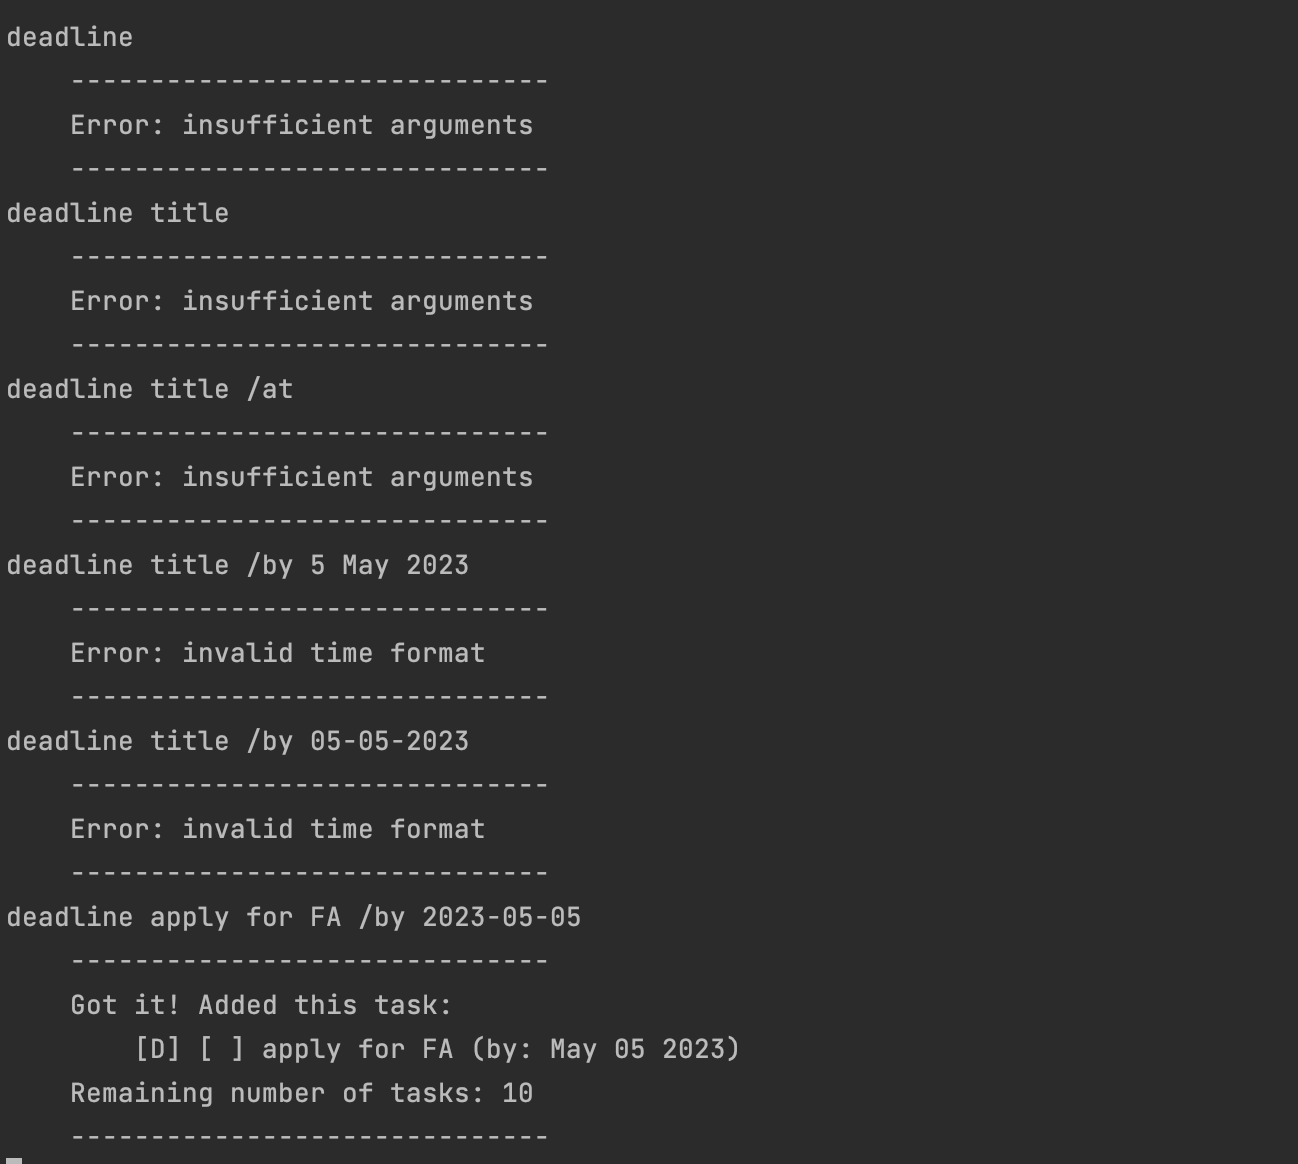 deadline
------------------------------
Error: insufficient arguments
------------------------------
deadline title
------------------------------
Error: insufficient arguments
------------------------------
deadline title /at
------------------------------
Error: insufficient arguments
------------------------------
deadline title /by 5 May 2023
------------------------------
Error: invalid time format
------------------------------
deadline title /by 05-05-2023
------------------------------
Error: invalid time format
------------------------------
deadline apply for FA /by 2023-05-05
------------------------------
Got it! Added this task:
[D] [ ] apply for FA (by: May 05 2023)
Remaining number of tasks: 10
------------------------------